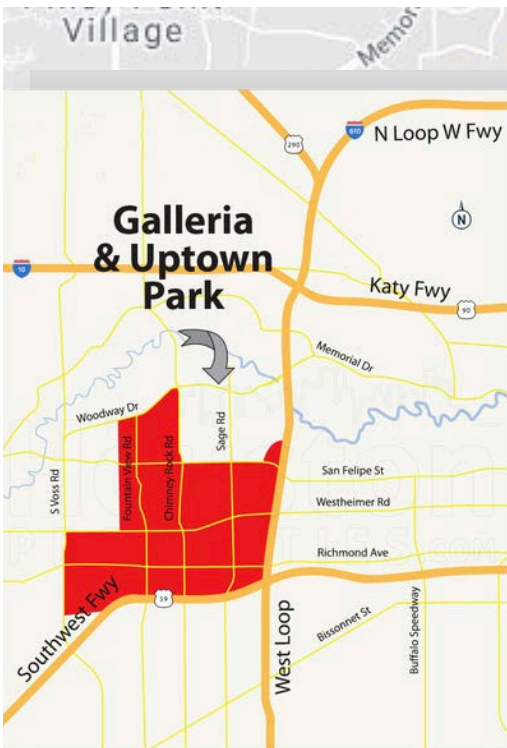 Village
Memor
N Loop W Fwy
610
290
N
Galleria
& Uptown
Park
10
Katy Fwy
90
Memorial Dr
Woodway Dr
Sage Rd
Fountain View Rd
Chimney Rock Rd
S Voss Rd
San Felipe St
Westheimer Rd
Richmond Ave
59
Southwest Fwy
West Loop
Bissonnet St
Buffalo Speedway